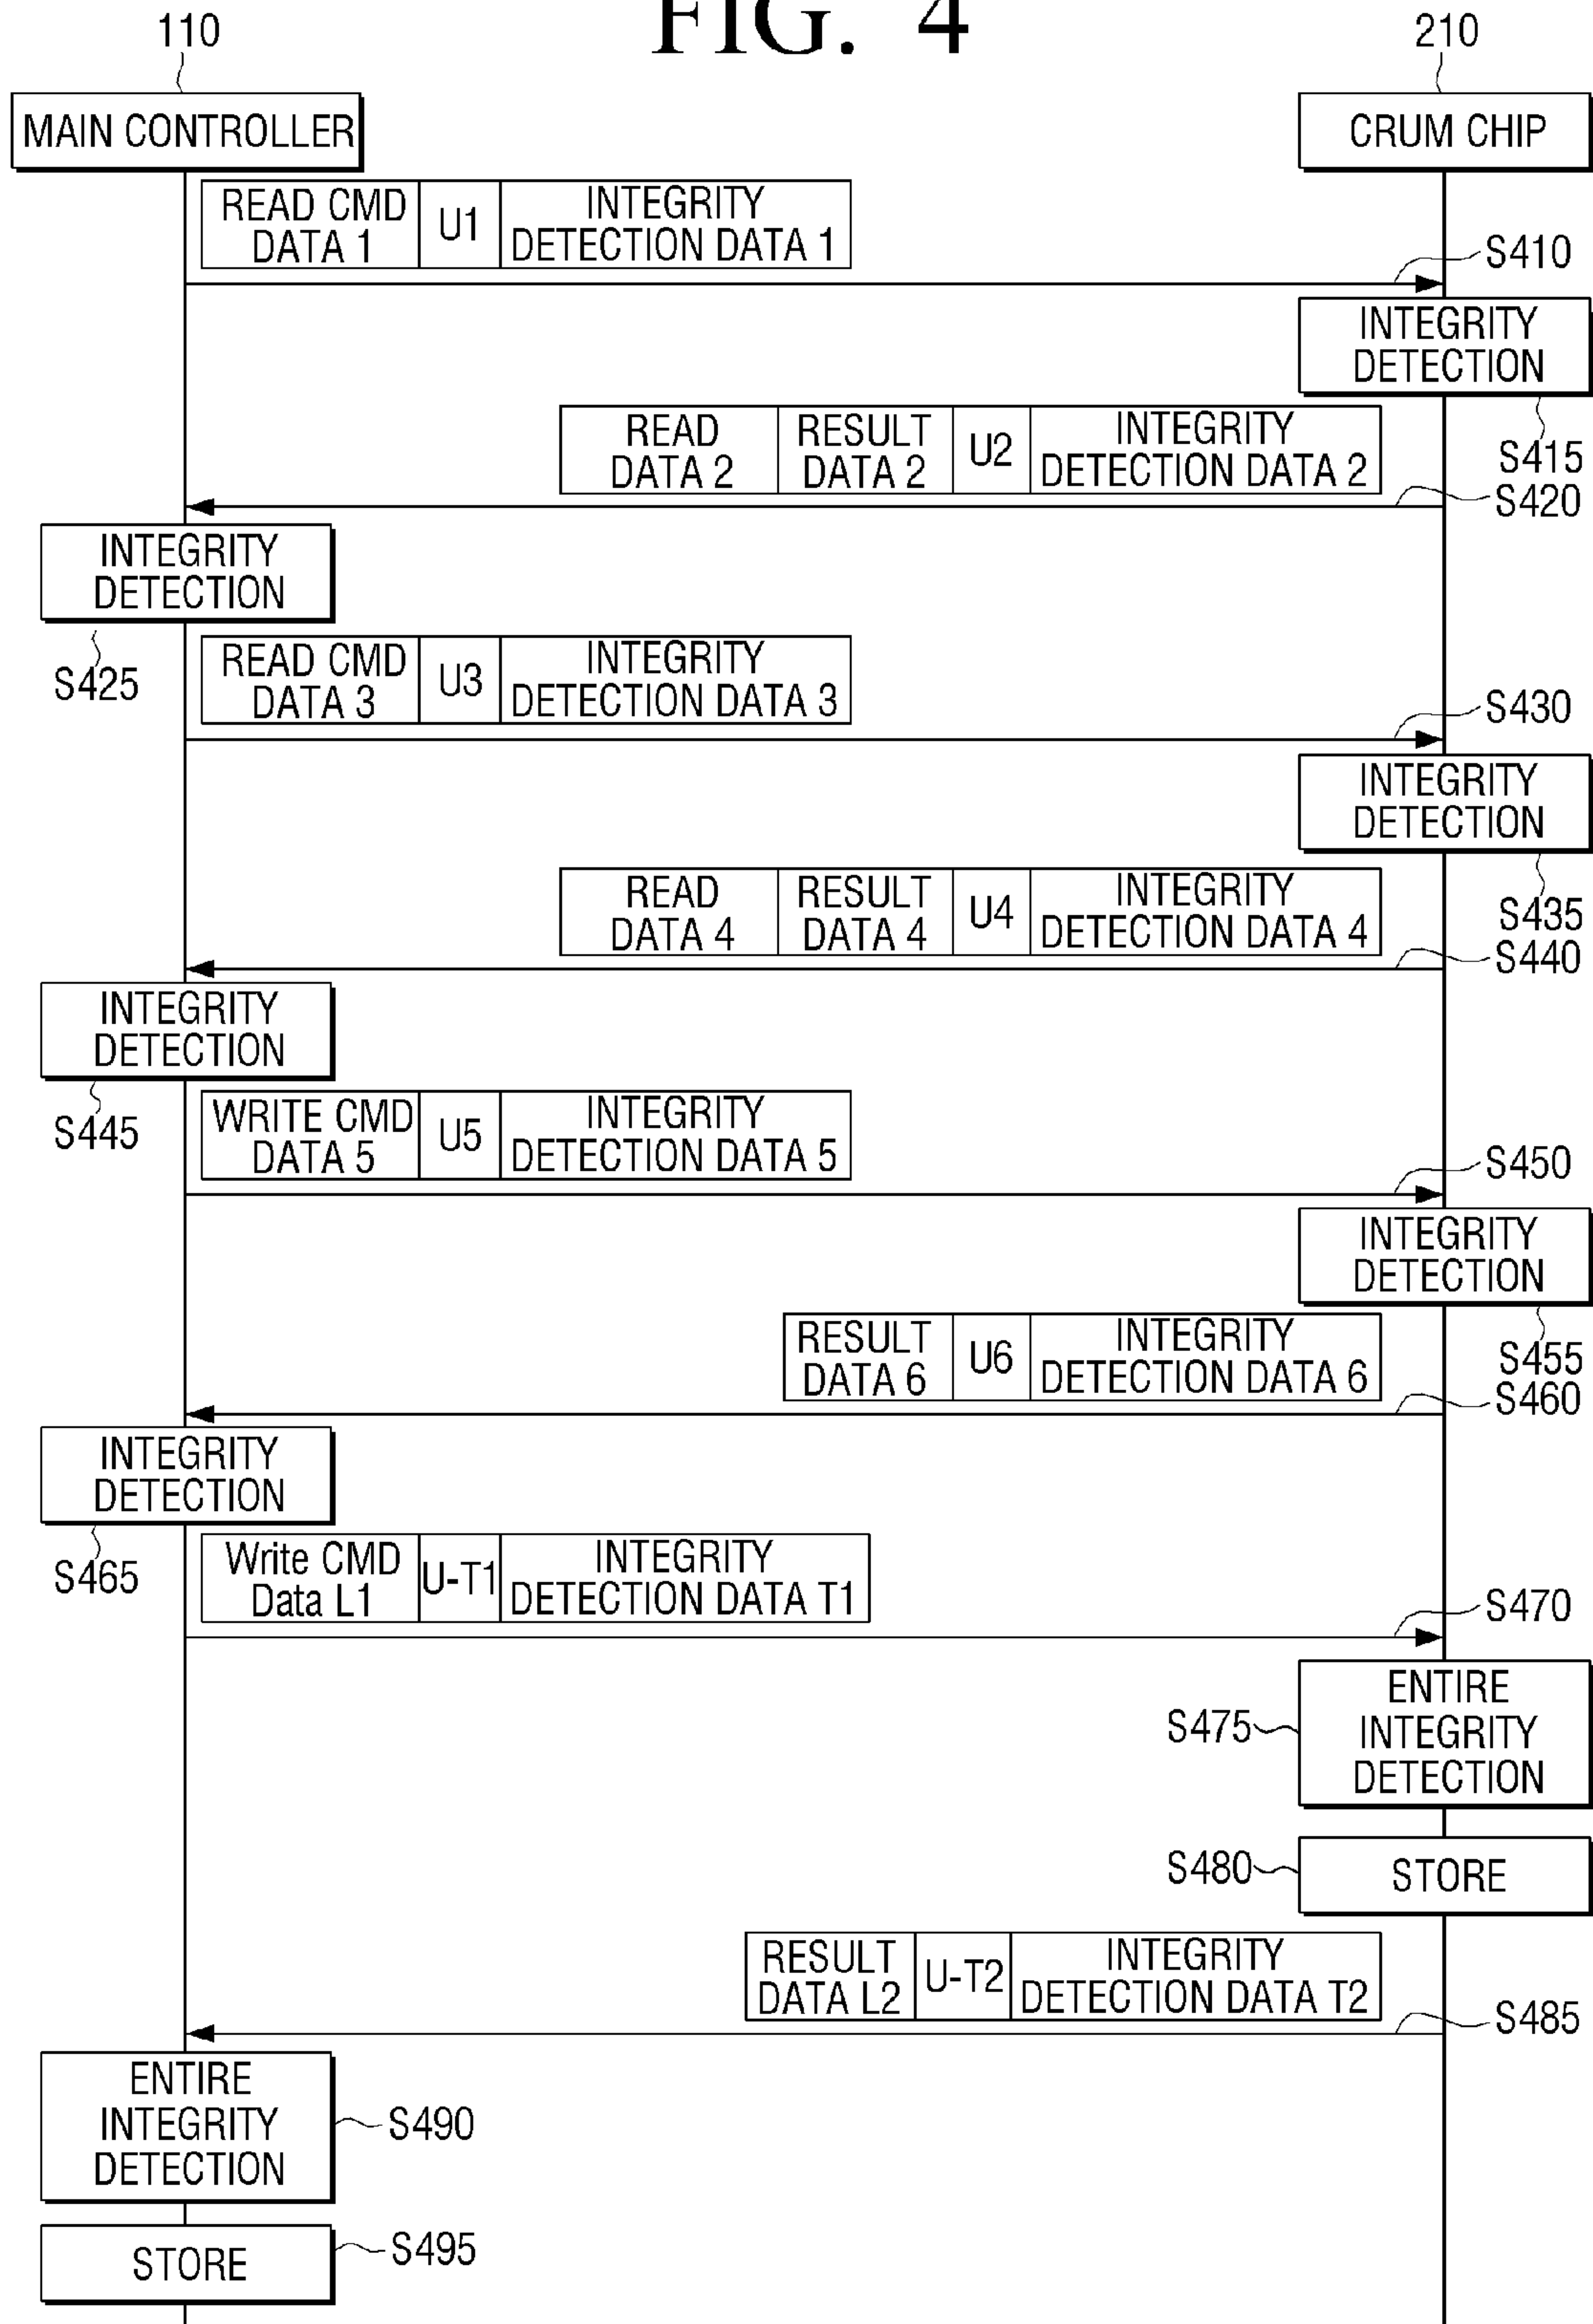 FIG. 4
110
210
MAIN CONTROLLER
CRUM CHIP
READ CMD
DATA 1
U1
INTEGRITY
DETECTION DATA 1
S410
INTEGRITY
DETECTION
S415
READ
DATA 2
RESULT
DATA 2
U2
INTEGRITY
DETECTION DATA 2
S420
INTEGRITY
DETECTION
S425
READ CMD
DATA 3
U3
INTEGRITY
DETECTION DATA 3
S430
INTEGRITY
DETECTION
S435
READ
DATA 4
RESULT
DATA 4
U4
INTEGRITY
DETECTION DATA 4
S440
INTEGRITY
DETECTION
S445
WRITE CMD
DATA 5
U5
INTEGRITY
DETECTION DATA 5
S450
INTEGRITY
DETECTION
S455
RESULT
DATA 6
U6
INTEGRITY
DETECTION DATA 6
S460
INTEGRITY
DETECTION
S465
Write CMD
Data L1
U-T1
INTEGRITY
DETECTION DATA T1
S470
ENTIRE
INTEGRITY
DETECTION
S475
S480
STORE
RESULT
DATA L2
U-T2
INTEGRITY
DETECTION DATA T2
S485
ENTIRE
INTEGRITY
DETECTION
S490
STORE
S495